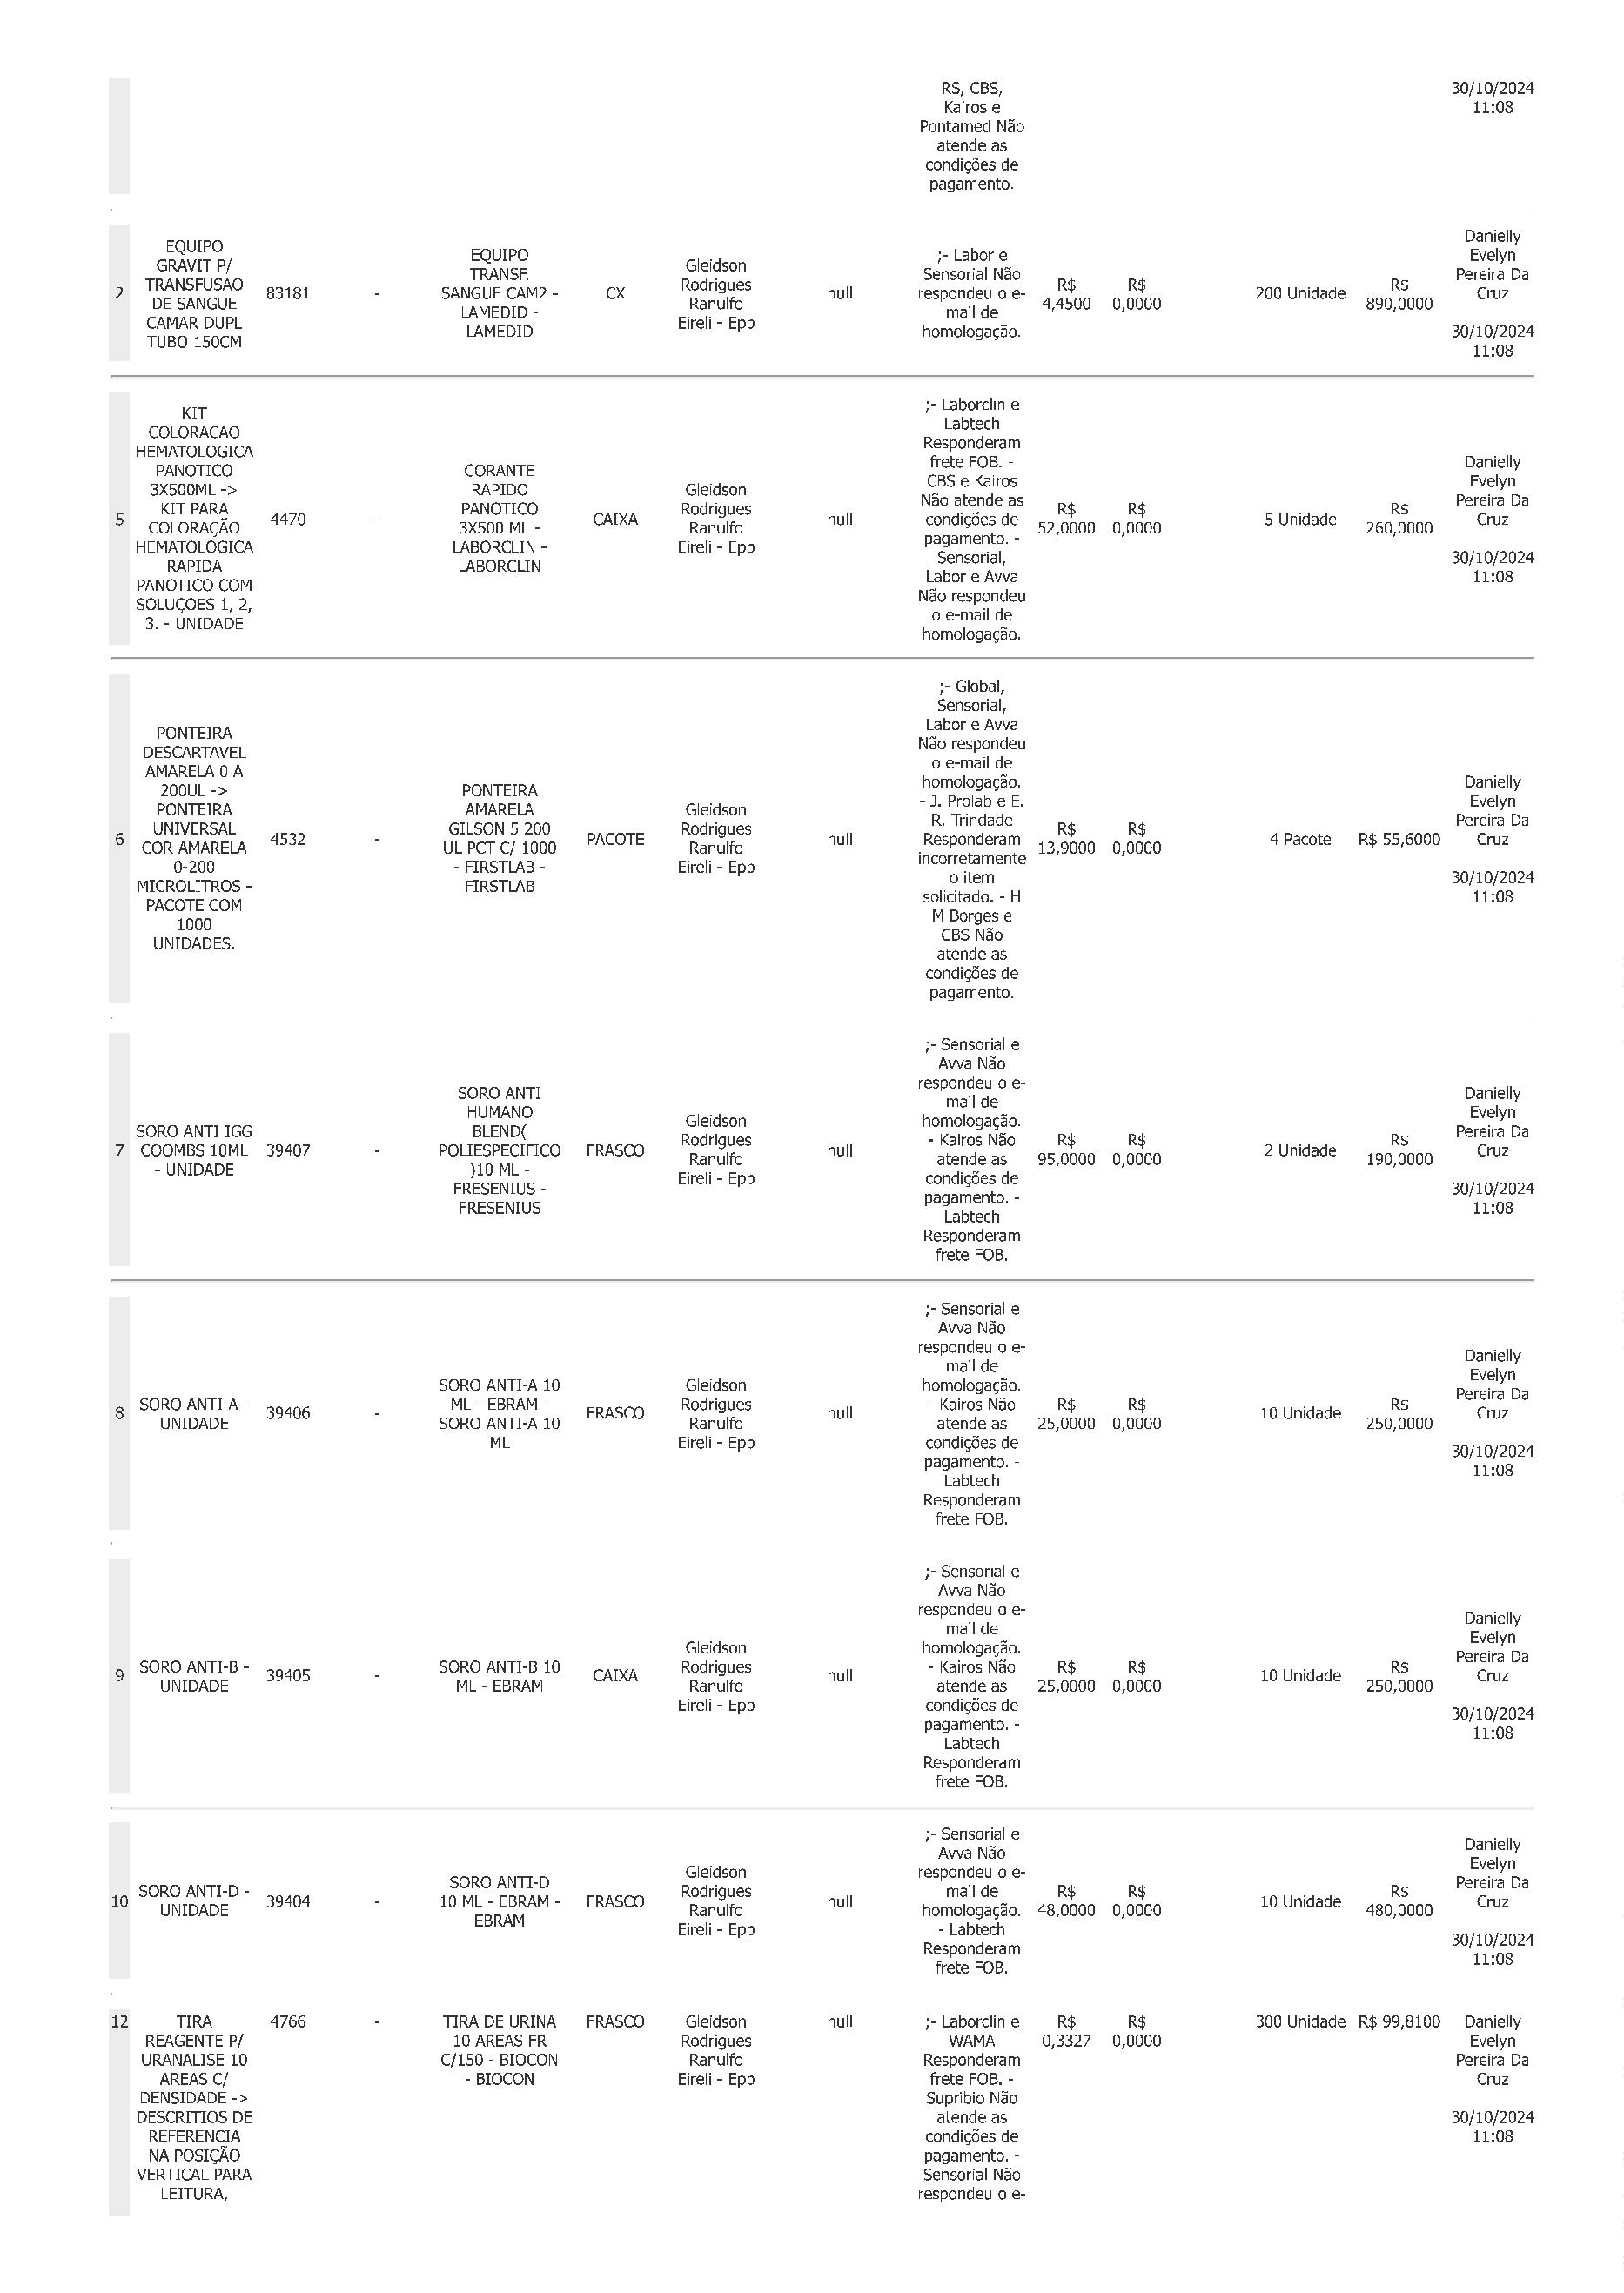 RS, CBS,
Kairos e
Pontamed Não
atende as
condições de
pagamento.
30/10/2024
11:08
2
EQUIPO
GRAVIT P/
TRANSFUSAO
DE SANGUE
CAMAR DUPL
TUBO 150CM
83181
-
EQUIPO
TRANSF.
SANGUE CAM2 -
LAMEDID -
LAMEDID
CX
Gleidson
Rodrigues
Ranulfo
Eireli - Epp
null
;- Labor e
Sensorial Não
respondeu o e-
mail de
homologação.
R$
4,4500
R$
0,0000
200 Unidade
R$
890,0000
Danielly
Evelyn
Pereira Da
Cruz
30/10/2024
11:08
5
KIT
COLORACAO
HEMATOLOGICA
PANOTICO
3X500ML ->
KIT PARA
COLORAÇÃO
HEMATOLOGICA
RAPIDA
PANOTICO COM
SOLUÇOES 1, 2,
3. - UNIDADE
4470
-
CORANTE
RAPIDO
PANOTICO
3X500 ML -
LABORCLIN -
LABORCLIN
CAIXA
Gleidson
Rodrigues
Ranulfo
Eireli - Epp
null
;- Laborclin e
Labtech
Responderam
frete FOB. -
CBS e Kairos
Não atende as
condições de
pagamento. -
Sensorial,
Labor e Avva
Não respondeu
o e-mail de
homologação.
R$
52,0000
R$
0,0000
5 Unidade
R$
260,0000
Danielly
Evelyn
Pereira Da
Cruz
30/10/2024
11:08
6
PONTEIRA
DESCARTAVEL
AMARELA 0 A
200UL ->
PONTEIRA
UNIVERSAL
COR AMARELA
0-200
MICROLITROS -
PACOTE COM
1000
UNIDADES.
4532
-
PONTEIRA
AMARELA
GILSON 5 200
UL PCT C/ 1000
- FIRSTLAB -
FIRSTLAB
PACOTE
Gleidson
Rodrigues
Ranulfo
Eireli - Epp
null
;- Global,
Sensorial,
Labor e Avva
Não respondeu
o e-mail de
homologação.
- J. Prolab e E.
R. Trindade
Responderam
incorretamente
o item
solicitado. - H
M Borges e
CBS Não
atende as
condições de
pagamento.
R$
13,9000
R$
0,0000
4 Pacote
R$ 55,6000
Danielly
Evelyn
Pereira Da
Cruz
30/10/2024
11:08
7
SORO ANTI IGG
COOMBS 10ML
- UNIDADE
39407
-
SORO ANTI
HUMANO
BLEND(
POLIESPECIFICO
)10 ML -
FRESENIUS -
FRESENIUS
FRASCO
Gleidson
Rodrigues
Ranulfo
Eireli - Epp
null
;- Sensorial e
Avva Não
respondeu o e-
mail de
homologação.
- Kairos Não
atende as
condições de
pagamento. -
Labtech
Responderam
frete FOB.
R$
95,0000
R$
0,0000
2 Unidade
R$
190,0000
Danielly
Evelyn
Pereira Da
Cruz
30/10/2024
11:08
8
SORO ANTI-A -
UNIDADE
39406
-
SORO ANTI-A 10
ML - EBRAM -
SORO ANTI-A 10
ML
FRASCO
Gleidson
Rodrigues
Ranulfo
Eireli - Epp
null
;- Sensorial e
Avva Não
respondeu o e-
mail de
homologação.
- Kairos Não
atende as
condições de
pagamento. -
Labtech
Responderam
frete FOB.
R$
25,0000
R$
0,0000
10 Unidade
R$
250,0000
Danielly
Evelyn
Pereira Da
Cruz
30/10/2024
11:08
9
SORO ANTI-B -
UNIDADE
39405
-
SORO ANTI-B 10
ML - EBRAM
CAIXA
Gleidson
Rodrigues
Ranulfo
Eireli - Epp
null
;- Sensorial e
Avva Não
respondeu o e-
mail de
homologação.
- Kairos Não
atende as
condições de
pagamento. -
Labtech
Responderam
frete FOB.
R$
25,0000
R$
0,0000
10 Unidade
R$
250,0000
Danielly
Evelyn
Pereira Da
Cruz
30/10/2024
11:08
10
SORO ANTI-D -
UNIDADE
39404
-
SORO ANTI-D
10 ML - EBRAM -
EBRAM
FRASCO
Gleidson
Rodrigues
Ranulfo
Eireli - Epp
null
;- Sensorial e
Avva Não
respondeu o e-
mail de
homologação.
- Labtech
Responderam
frete FOB.
R$
48,0000
R$
0,0000
10 Unidade
R$
480,0000
Danielly
Evelyn
Pereira Da
Cruz
30/10/2024
11:08
12
TIRA
REAGENTE P/
URANALISE 10
AREAS C/
DENSIDADE ->
DESCRITIOS DE
REFERENCIA
NA POSIÇÃO
VERTICAL PARA
LEITURA,
4766
-
TIRA DE URINA
10 AREAS FR
C/150 - BIOCON
- BIOCON
FRASCO
Gleidson
Rodrigues
Ranulfo
Eireli - Epp
null
;- Laborclin e
WAMA
Responderam
frete FOB. -
Supribio Não
atende as
condições de
pagamento. -
Sensorial Não
respondeu o e-
R$
0,3327
R$
0,0000
300 Unidade
R$ 99,8100
Danielly
Evelyn
Pereira Da
Cruz
30/10/2024
11:08